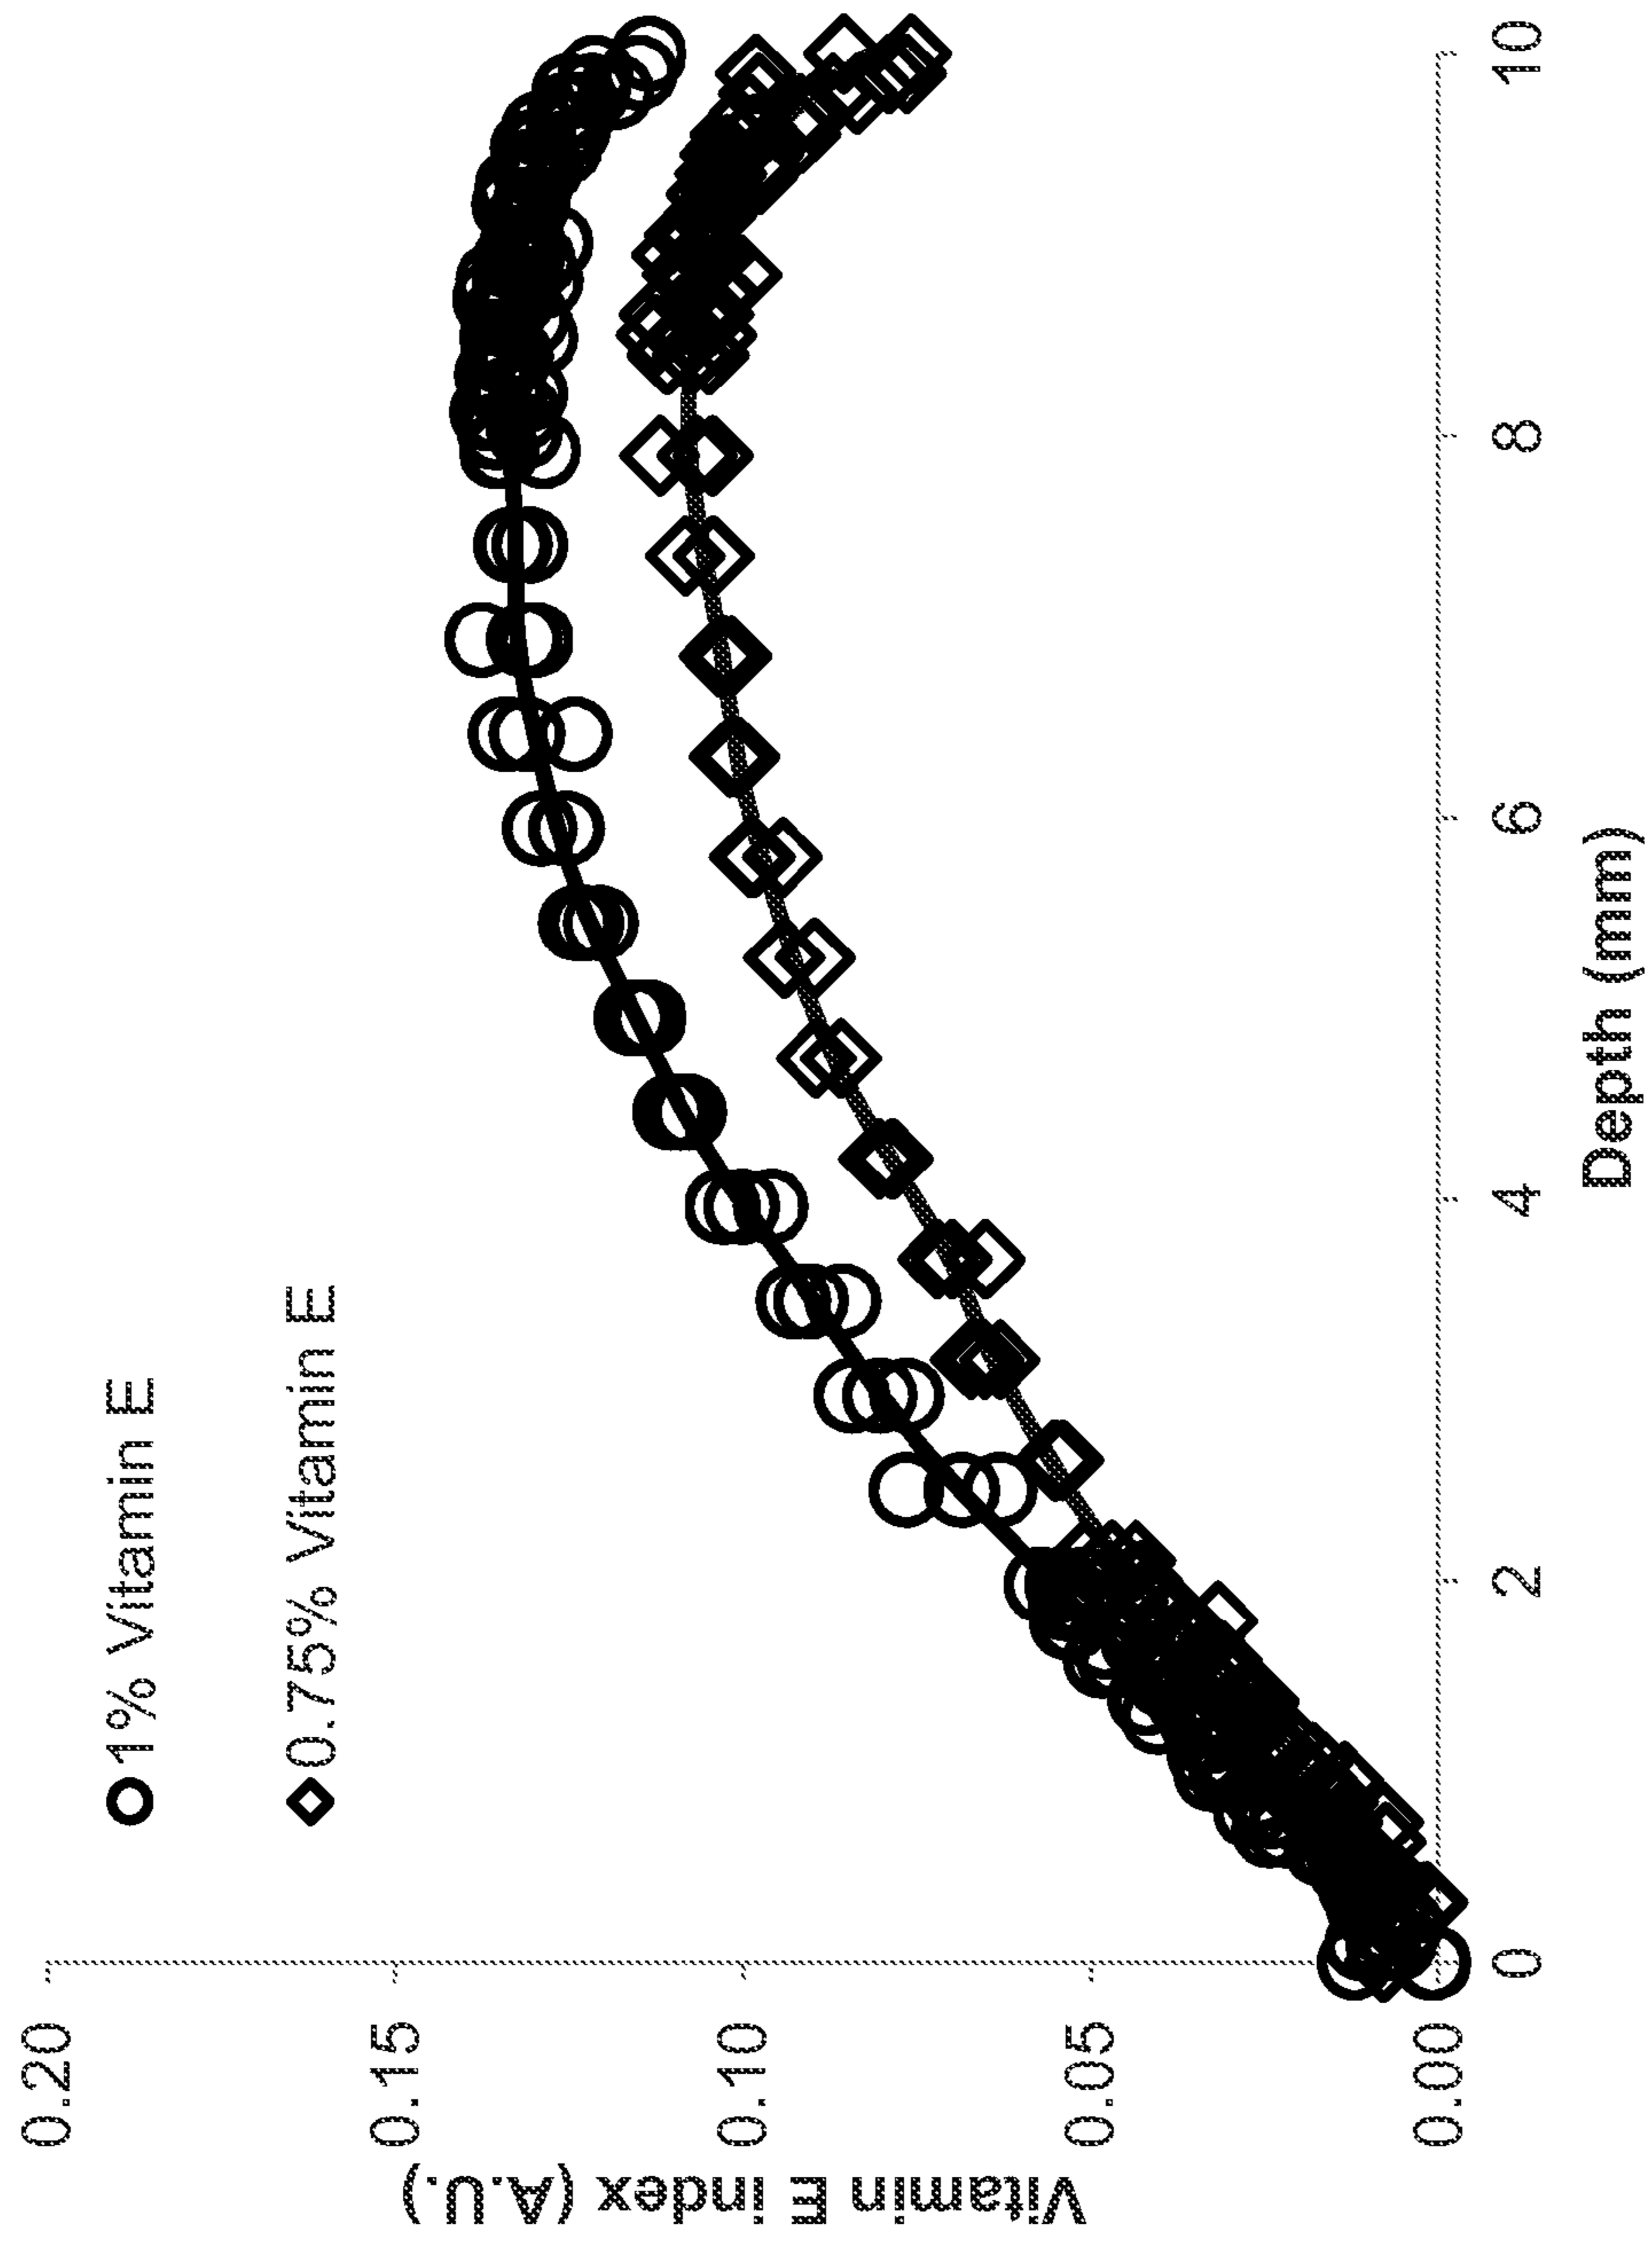 1% Vitamin E
0.75% Vitamin E
Vitamin E index (A.U.)
0.20
0.15
0.10
0.05
0.00
0
2
4
6
8
10
Depth (mm)